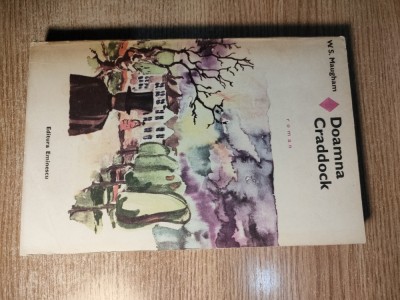 W S. Maugham
Doamna
Craddock
roman
Editura Eminescu